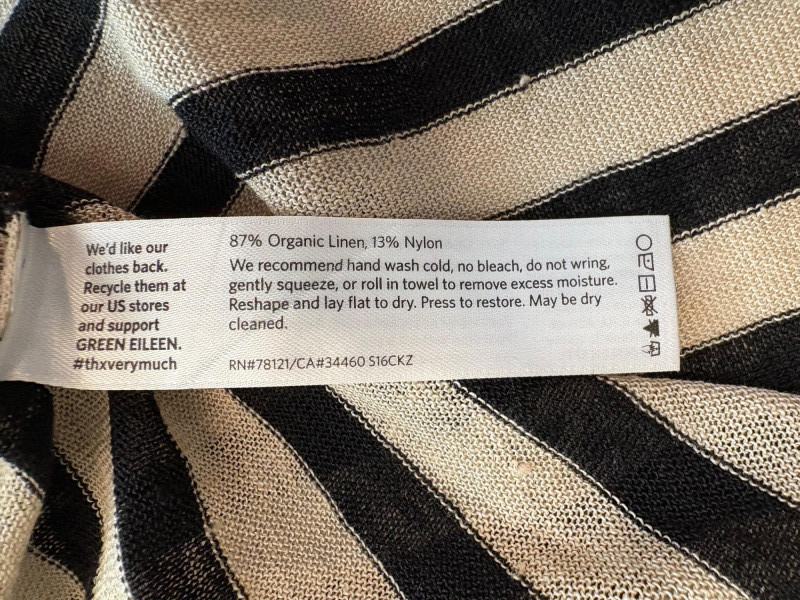 We'd like our
clothes back.
Recycle them at
our US stores
and support
GREEN EILEEN.
#thxverymuch
87% Organic Linen, 13% Nylon
We recommend hand wash cold, no bleach, do not wring,
gently squeeze, or roll in towel to remove excess moisture.
Reshape and lay flat to dry. Press to restore. May be dry
cleaned.
RN#78121/CA#34460 S16CKZ